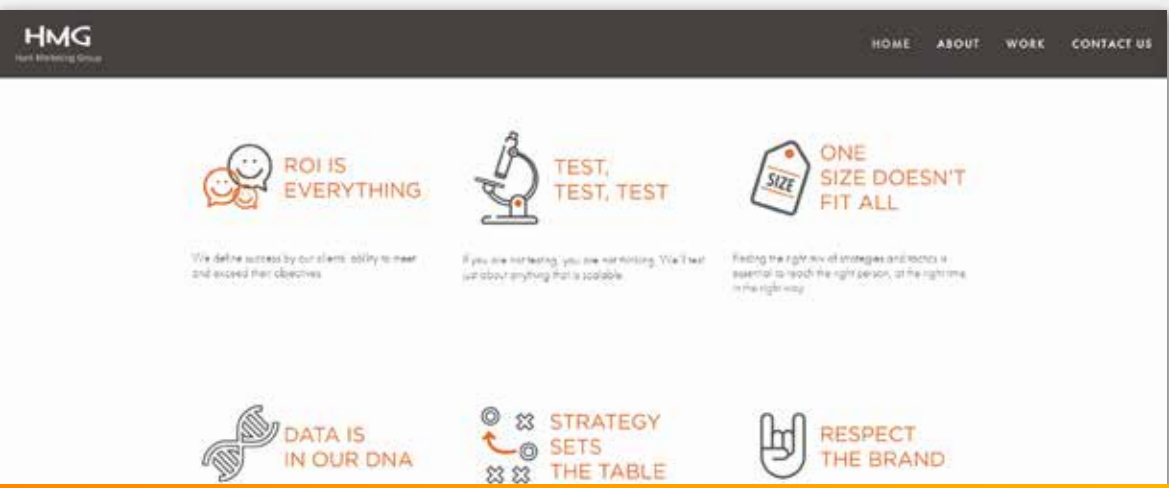 HMG
Hunt Marketing Group
HOME ABOUT WORK CONTACT US
ROI IS
EVERYTHING
TEST,
TEST, TEST
SIZE
ONE
SIZE DOESN'T
FIT ALL
We define success by our clients' ability to meet
and exceed their objectives
If you are not testing, you are not thinking. We'll test
just about anything that is scalable.
Finding the right mix of strategies and tactics is
essential to reach the right person, at the right time,
in the right way.
DATA IS
IN OUR DNA
STRATEGY
SETS
THE TABLE
RESPECT
THE BRAND